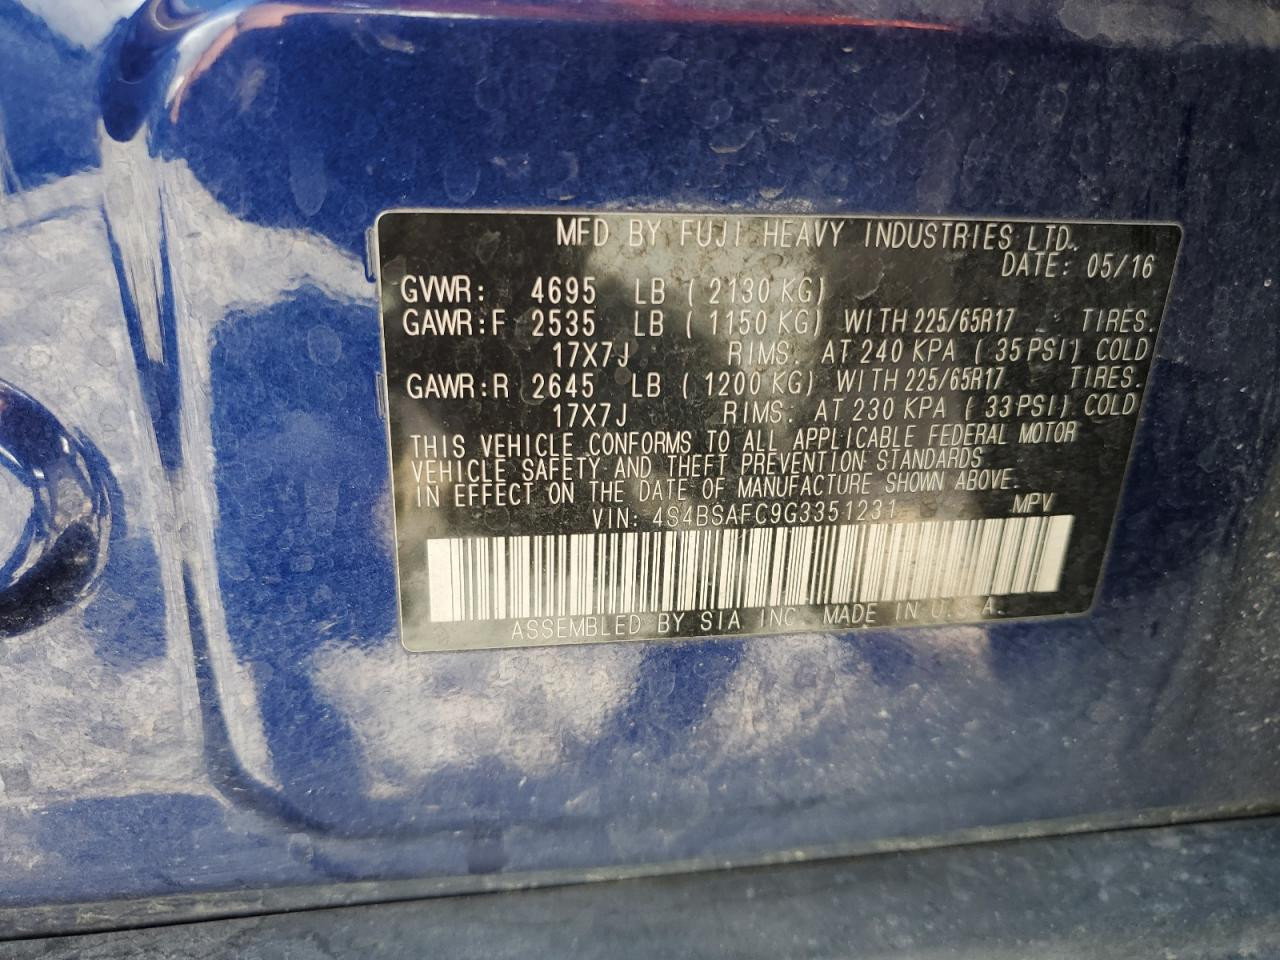 MFD BY FUJI HEAVY INDUSTRIES LTD.
DATE: 05/16
GVWR: 4695 LB ( 2130 KG)
GAWR:F 2535 LB ( 1150 KG) WITH 225/65R17 TIRES.
17X7J RIMS. AT 240 KPA ( 35 PSI) COLD
GAWR:R 2645 LB ( 1200 KG) WITH 225/65R17 TIRES.
17X7J RIMS. AT 230 KPA ( 33 PSI) COLD
THIS VEHICLE CONFORMS TO ALL APPLICABLE FEDERAL MOTOR
VEHICLE SAFETY AND THEFT PREVENTION STANDARDS
IN EFFECT ON THE DATE OF MANUFACTURE SHOWN ABOVE.
VIN: 4S4BSAFC9G3351231 MPV
ASSEMBLED BY SIA INC. MADE IN U.S.A.